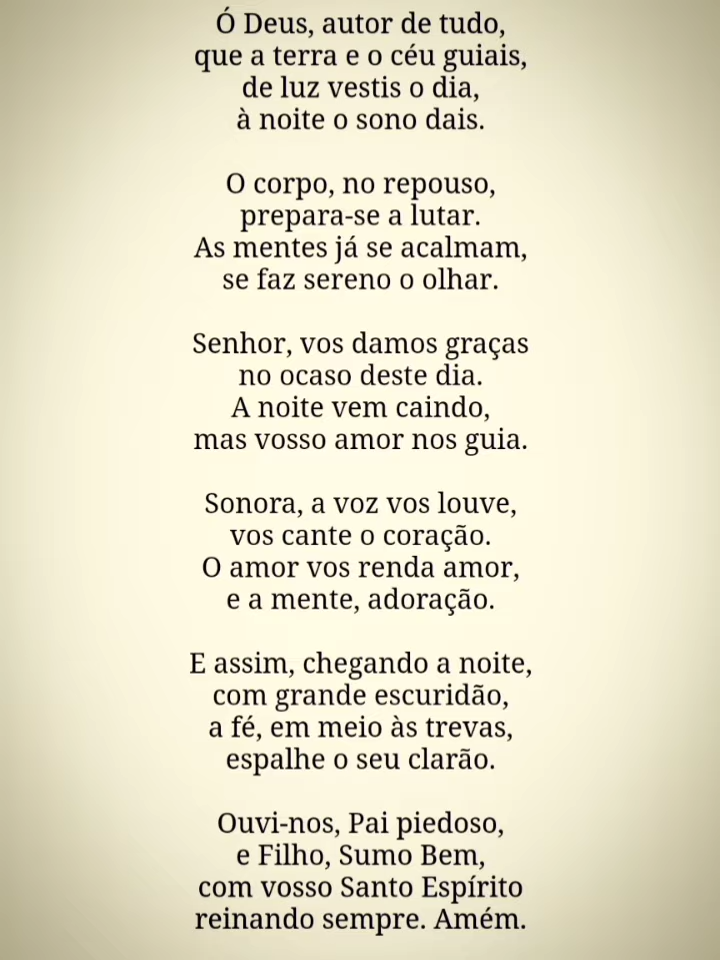 Ó Deus, autor de tudo,
que a terra e o céu guiais,
de luz vestis o dia,
à noite o sono dais.

O corpo, no repouso,
prepara-se a lutar.
As mentes já se acalmam,
se faz sereno o olhar.

Senhor, vos damos graças
no ocaso deste dia.
A noite vem caindo,
mas vosso amor nos guia.

Sonora, a voz vos louve,
vos cante o coração.
O amor vos renda amor,
e a mente, adoração.

E assim, chegando a noite,
com grande escuridão,
a fé, em meio às trevas,
espalhe o seu clarão.

Ouvi-nos, Pai piedoso,
e Filho, Sumo Bem,
com vosso Santo Espírito
reinando sempre. Amém.